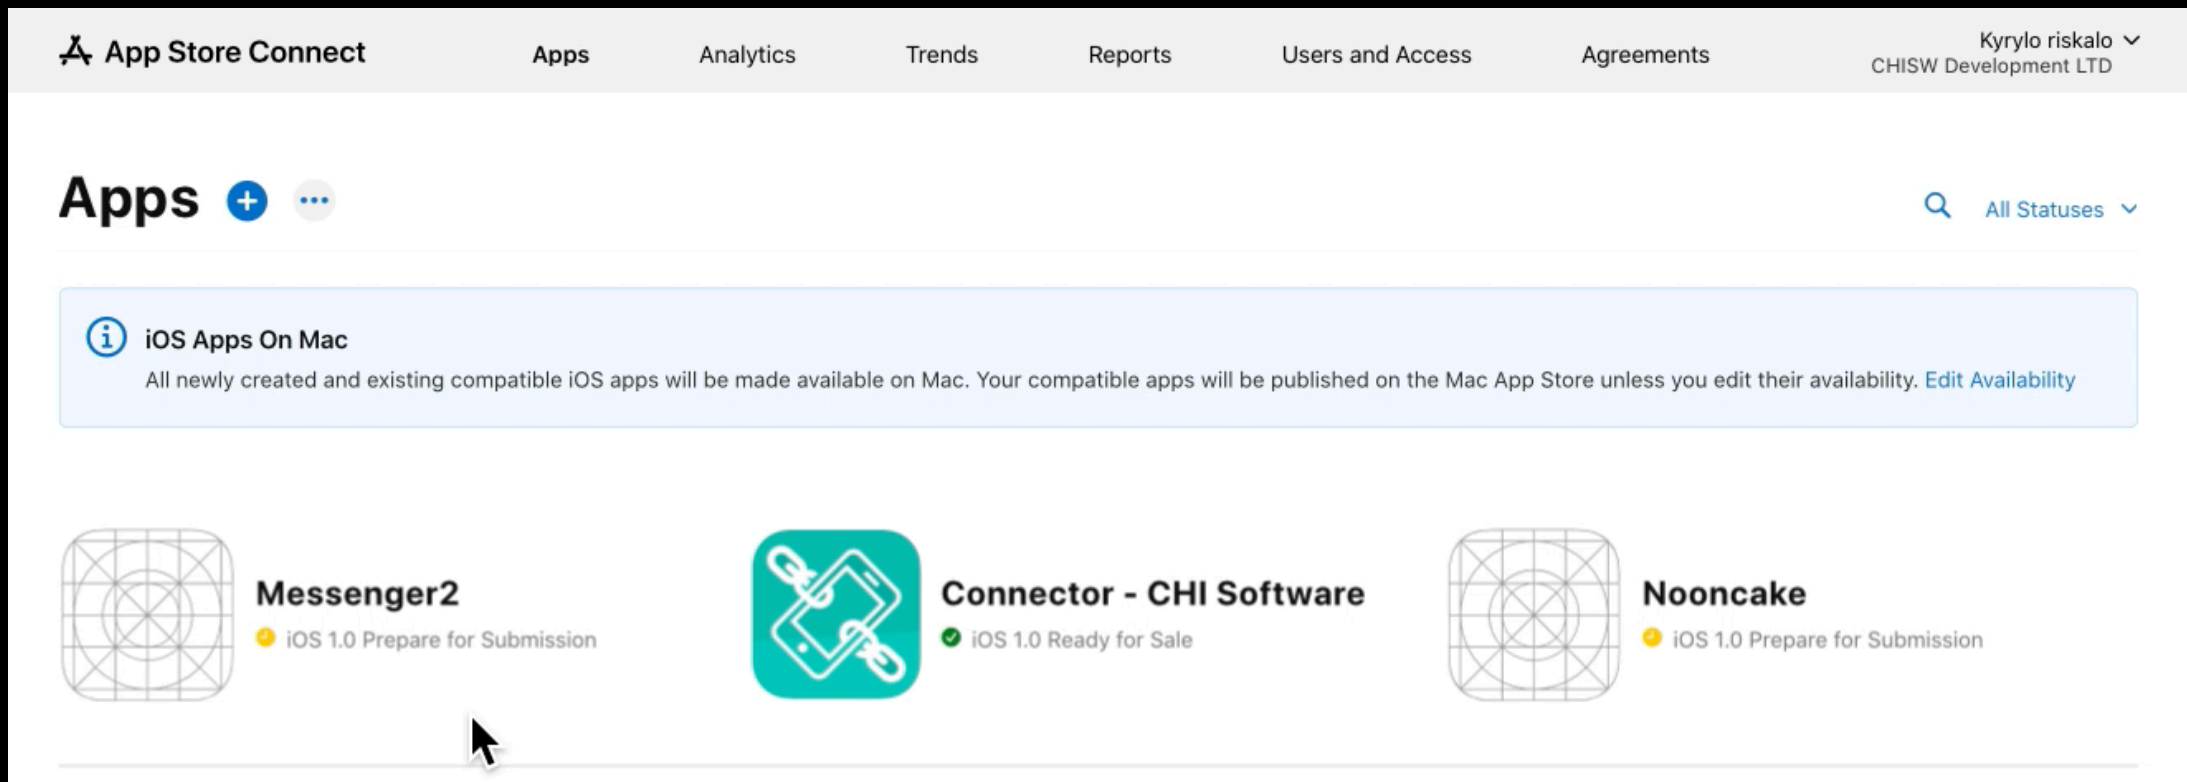 App Store Connect
Apps
Analytics
Trends
Reports
Users and Access
Agreements
Kyrylo riskalo
CHISW Development LTD
Apps
All Statuses
iOS Apps On Mac
All newly created and existing compatible iOS apps will be made available on Mac. Your compatible apps will be published on the Mac App Store unless you edit their availability. Edit Availability
Messenger2
iOS 1.0 Prepare for Submission
Connector - CHI Software
iOS 1.0 Ready for Sale
Nooncake
iOS 1.0 Prepare for Submission